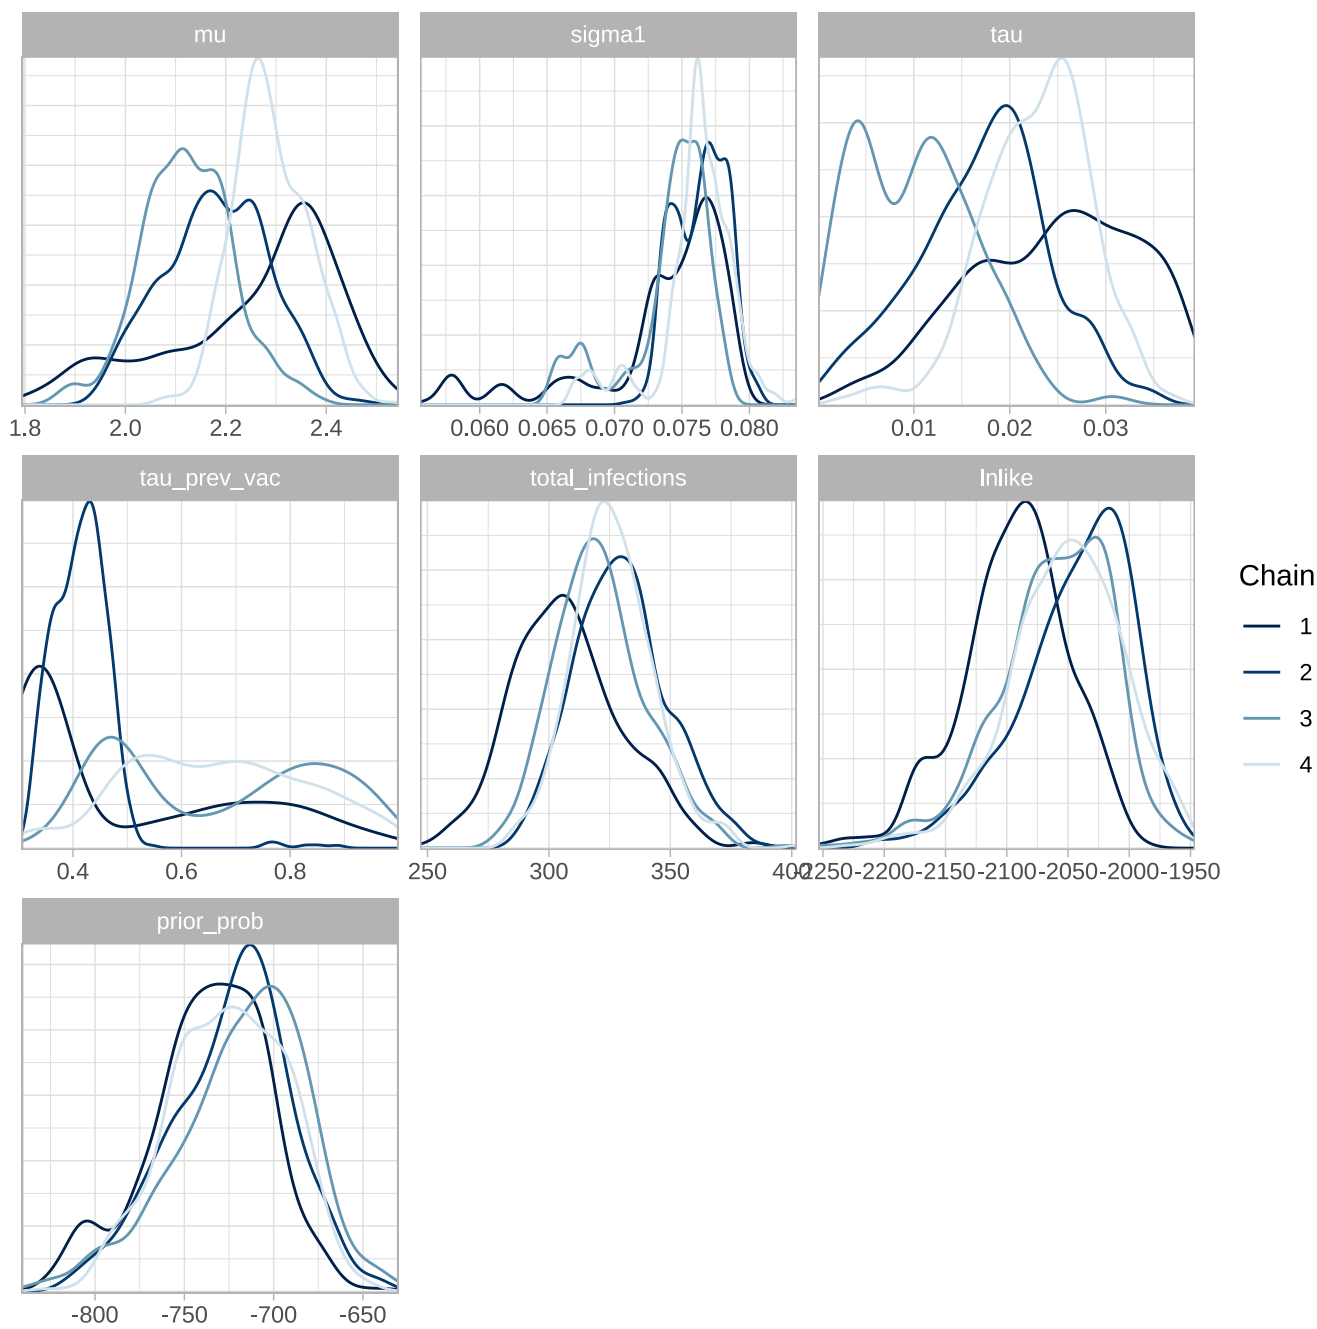 mu
sigma1
tau
1.8 2.0 2.2 2.4
0.060 0.065 0.070 0.075 0.080
0.01 0.02 0.03
tau_prev_vac
total_infections
lnlike
0.4 0.6 0.8
250 300 350 400
-2250 -2200 -2150 -2100 -2050 -2000 -1950
Chain
1
2
3
4
prior_prob
-800 -750 -700 -650